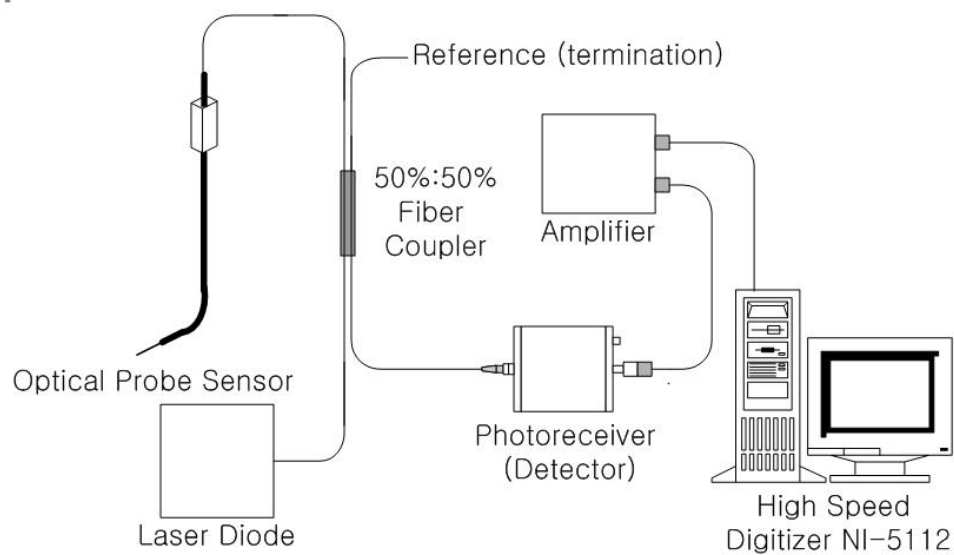 Reference (termination)
50%:50%
Fiber
Coupler
Amplifier
Optical Probe Sensor
Photoreceiver
(Detector)
Laser Diode
High Speed
Digitizer NI-5112